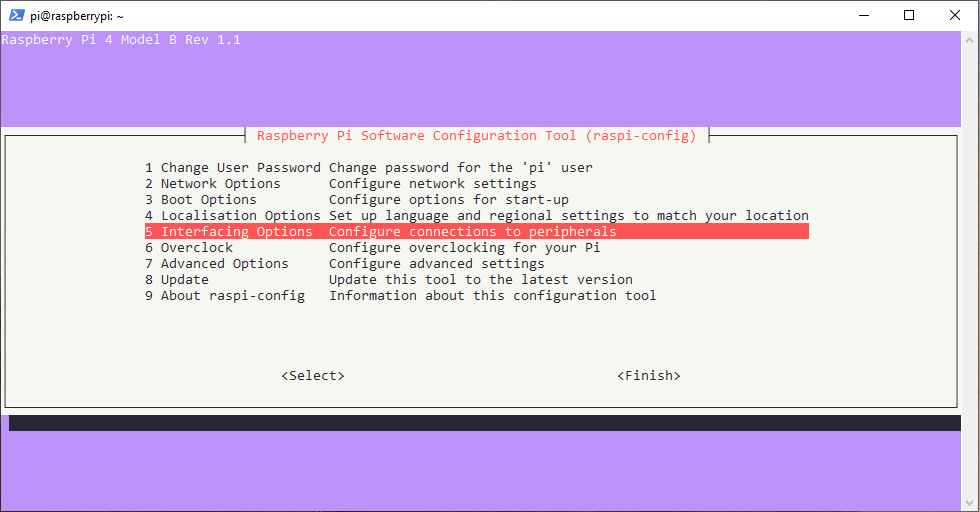 pi@raspberrypi: ~
Raspberry Pi 4 Model B Rev 1.1
Raspberry Pi Software Configuration Tool (raspi-config)
1 Change User Password Change password for the 'pi' user
2 Network Options Configure network settings
3 Boot Options Configure options for start-up
4 Localisation Options Set up language and regional settings to match your location
5 Interfacing Options Configure connections to peripherals
6 Overclock Configure overclocking for your Pi
7 Advanced Options Configure advanced settings
8 Update Update this tool to the latest version
9 About raspi-config Information about this configuration tool
<Select> <Finish>